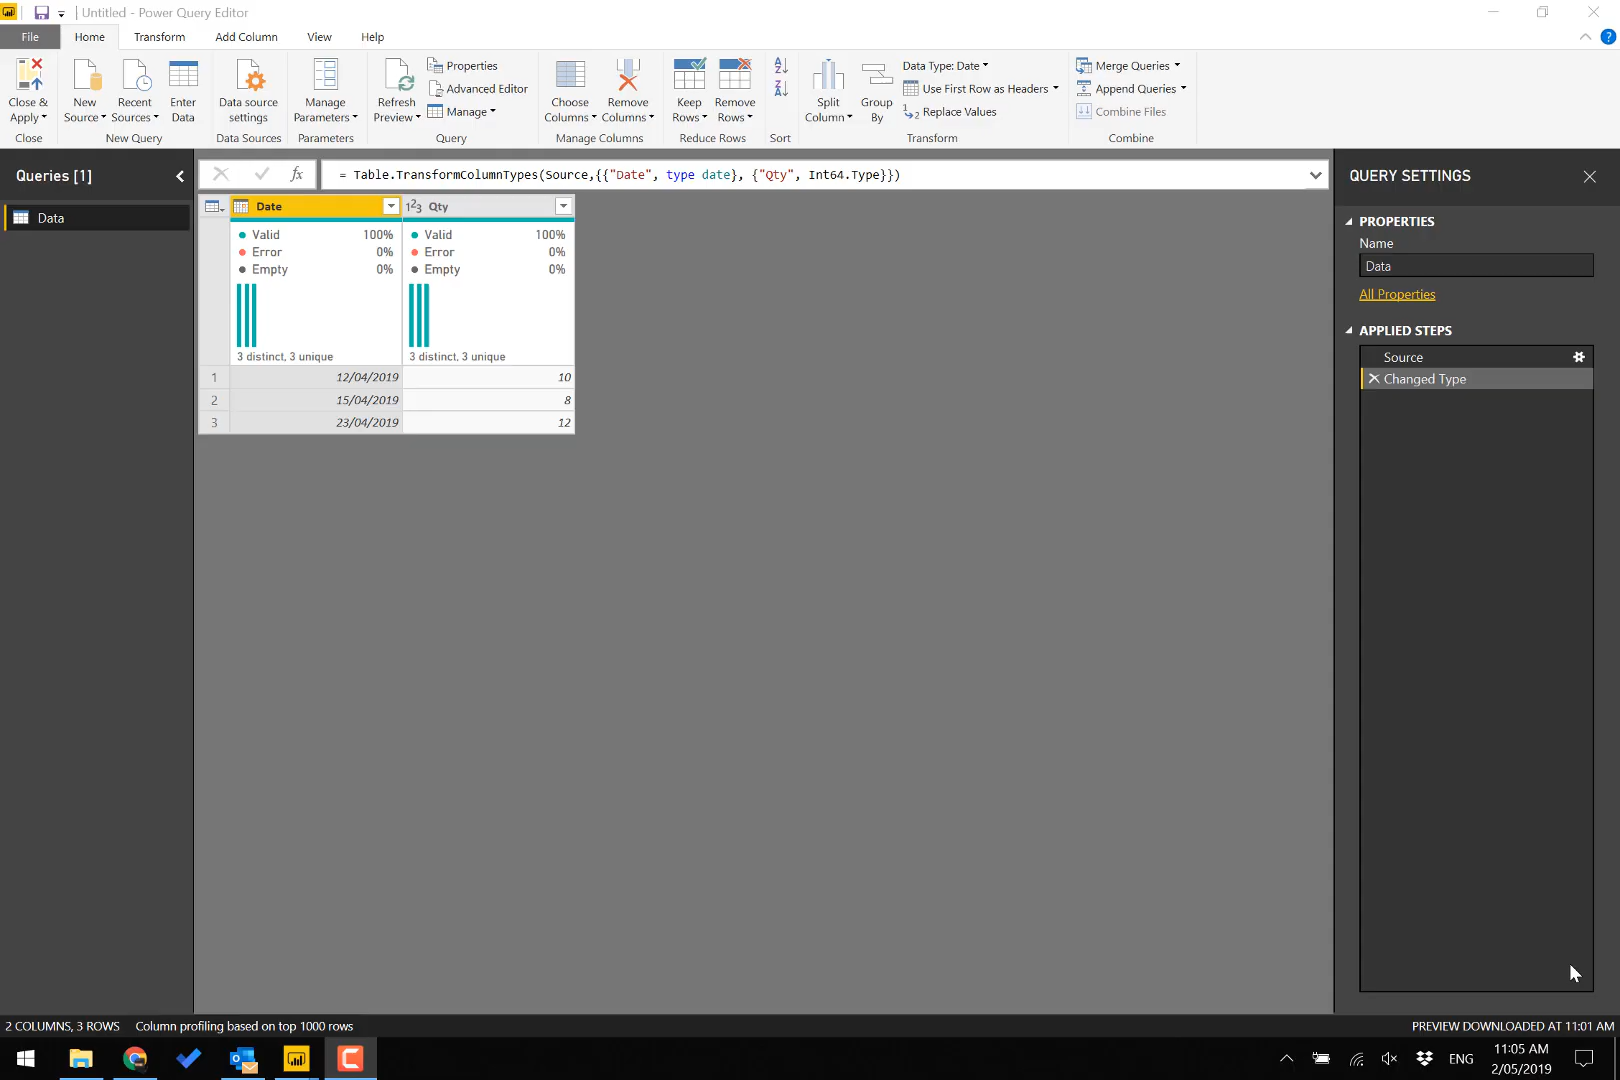 Untitled - Power Query Editor
File Home Transform Add Column View Help
Close & Apply
Close
New Source
Recent Sources
Enter Data
New Query
Data source settings
Data Sources
Manage Parameters
Parameters
Refresh Preview
Properties
Advanced Editor
Manage
Query
Choose Columns
Remove Columns
Manage Columns
Keep Rows
Remove Rows
Reduce Rows
Sort
Split Column
Group By
Data Type: Date
Use First Row as Headers
Replace Values
Transform
Merge Queries
Append Queries
Combine Files
Combine
Queries [1]
Data
fx = Table.TransformColumnTypes(Source,{{"Date", type date}, {"Qty", Int64.Type}})
Date 123 Qty
Valid 100% Valid 100%
Error 0% Error 0%
Empty 0% Empty 0%
3 distinct, 3 unique 3 distinct, 3 unique
1 12/04/2019 10
2 15/04/2019 8
3 23/04/2019 12
QUERY SETTINGS
PROPERTIES
Name
Data
All Properties
APPLIED STEPS
Source
Changed Type
2 COLUMNS, 3 ROWS Column profiling based on top 1000 rows PREVIEW DOWNLOADED AT 11:01 AM
ENG
11:05 AM
2/05/2019